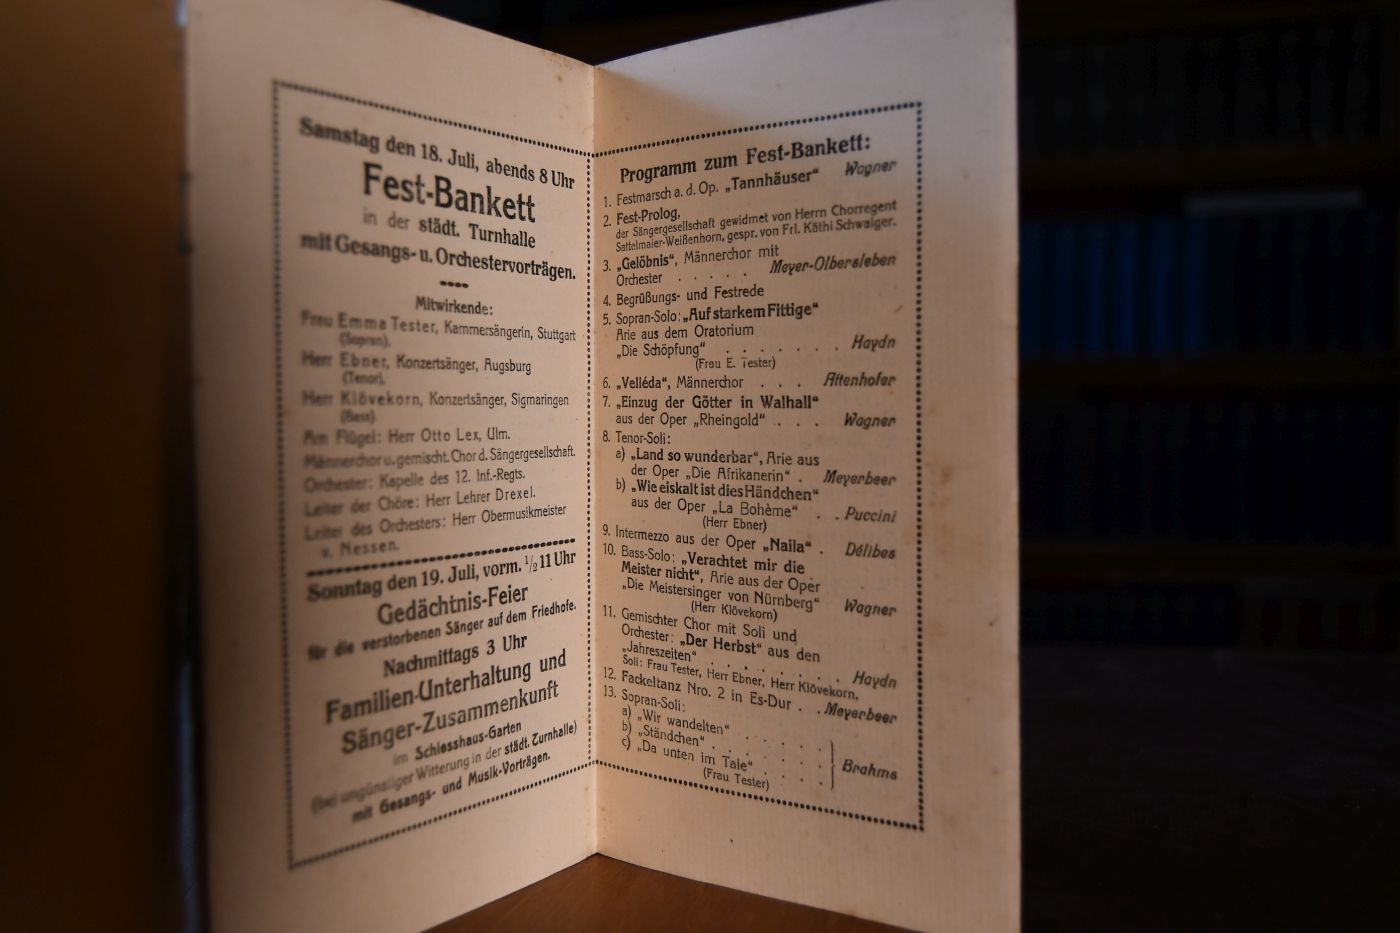 Samstag den 18. Juli, abends 8 Uhr
Fest-Bankett
in der städt. Turnhalle
mit Gesangs- u. Orchestervorträgen.
Mitwirkende:
Frau Emma Tester, Kammersängerin, Stuttgart
(Sopran).
Herr Ebner, Konzertsänger, Augsburg
(Tenor).
Herr Klövekorn, Konzertsänger, Sigmaringen
(Bass)
Am Flügel: Herr Otto Lex, Ulm.
Männerchor u. gemischt. Chor d. Sängergesellschaft.
Orchester: Kapelle des 12. Inf.-Regts.
Leiter der Chöre: Herr Lehrer Drexel.
Leiter des Orchesters: Herr Obermusikmeister
v. Nessen.
Sonntag den 19. Juli, vorm. 1/2 11 Uhr
Gedächtnis-Feier
für die verstorbenen Sänger auf dem Friedhofe.
Nachmittags 3 Uhr
Familien-Unterhaltung und
Sänger-Zusammenkunft
im Schiesshaus-Garten
(bei ungünstiger Witterung in der städt. Turnhalle)
mit Gesangs- und Musik-Vorträgen.
Programm zum Fest-Bankett:
1. Festmarsch a. d. Op. „Tannhäuser“ Wagner
2. Fest-Prolog,
der Sängergesellschaft gewidmet von Herrn Chorregent
Sattelmaier-Weißenhorn, gespr. von Frl. Käthi Schwaiger.
3. „Gelöbnis“, Männerchor mit
Orchester . . . . . Meyer-Olbersleben
4. Begrüßungs- und Festrede
5. Sopran-Solo: „Auf starkem Fittige“
Arie aus dem Oratorium
„Die Schöpfung“ . . . . . . . Haydn
(Frau E. Tester)
6. „Velléda“, Männerchor . . . Attenhofer
7. „Einzug der Götter in Walhall“
aus der Oper „Rheingold“ . . . Wagner
8. Tenor-Soli:
a) „Land so wunderbar“, Arie aus
der Oper „Die Afrikanerin“ . Meyerbeer
b) „Wie eiskalt ist dies Händchen“
aus der Oper „La Bohème“ . . Puccini
(Herr Ebner)
9. Intermezzo aus der Oper „Naila“ . Délibes
10. Bass-Solo: „Verachtet mir die
Meister nicht“, Arie aus der Oper
„Die Meistersinger von Nürnberg“ Wagner
(Herr Klövekorn)
11. Gemischter Chor mit Soli und
Orchester: „Der Herbst“ aus den
„Jahreszeiten“ . . . . . . . Haydn
Soli: Frau Tester, Herr Ebner, Herr Klövekorn.
12. Fackeltanz Nro. 2 in Es-Dur . . Meyerbeer
13. Sopran-Soli:
a) „Wir wandelten“ . . . . .
b) „Ständchen“ . . . . . .
c) „Da unten im Tale“ . . . . Brahms
(Frau Tester)